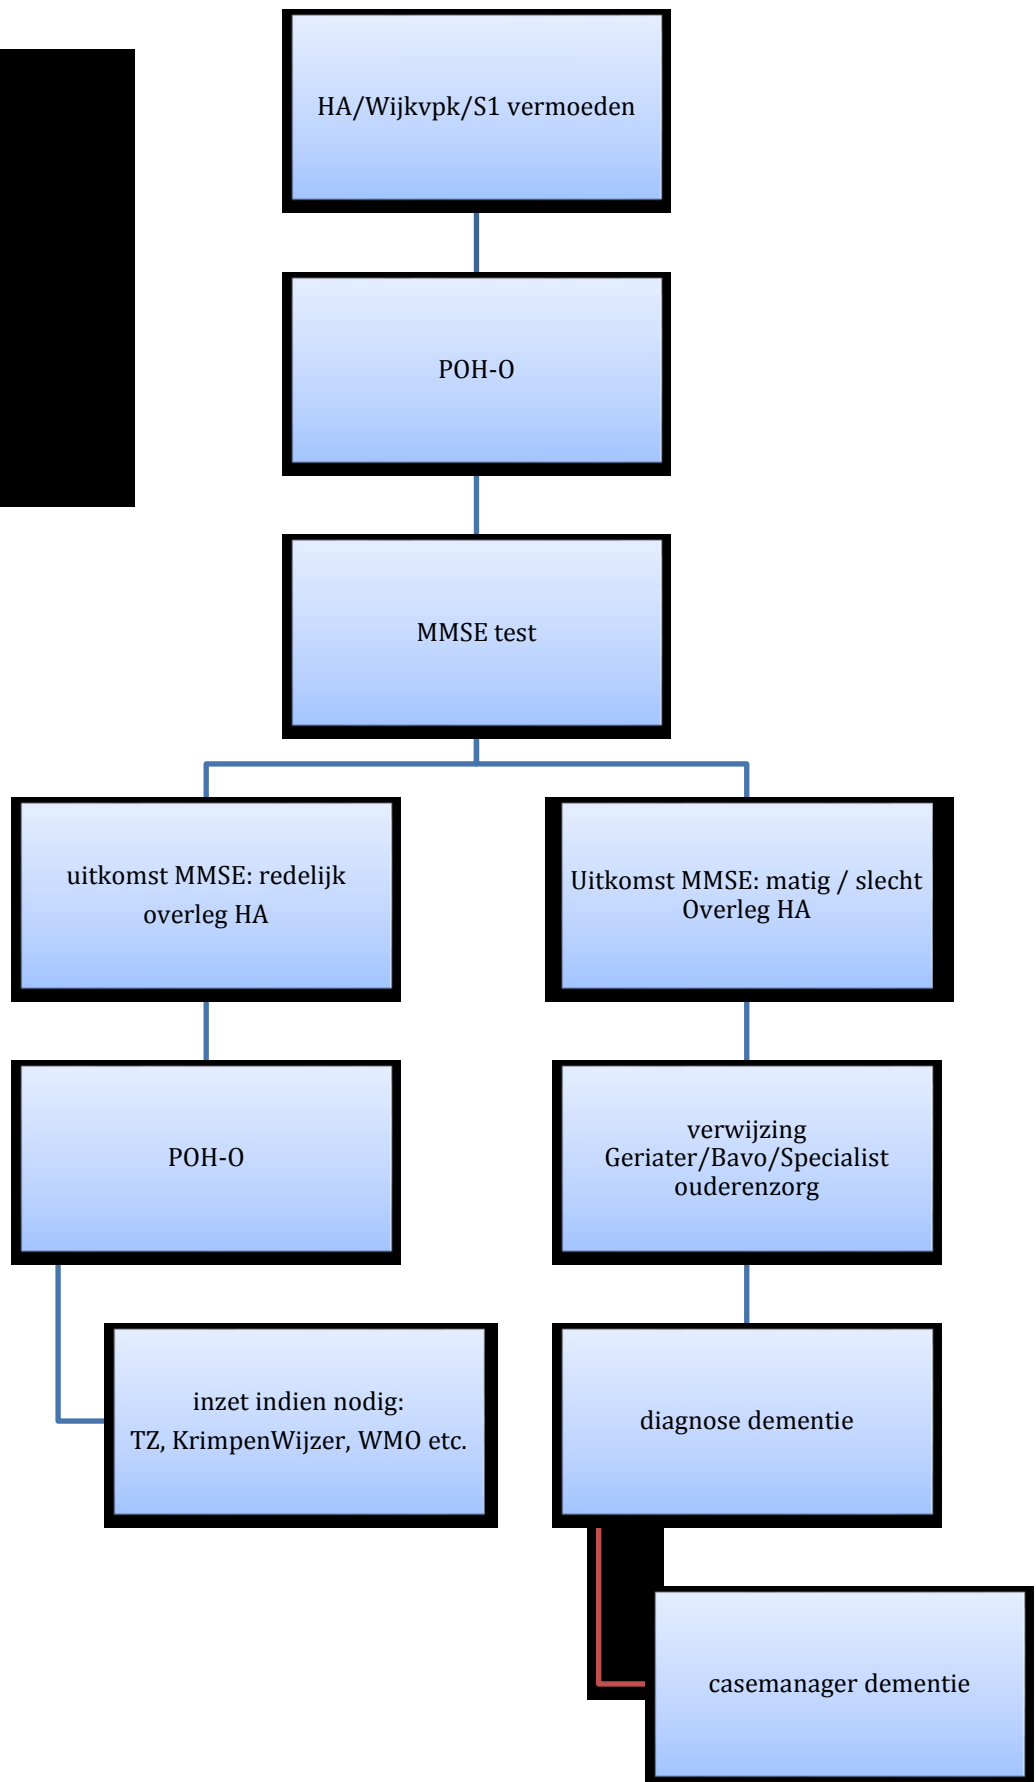 HA/Wijkvpk/S1 vermoeden
POH-O
MMSE test
uitkomst MMSE: redelijk
overleg HA
Uitkomst MMSE: matig / slecht
Overleg HA
POH-O
verwijzing
Geriater/Bavo/Specialist
ouderenzorg
inzet indien nodig:
TZ, KrimpenWijzer, WMO etc.
diagnose dementie
casemanager dementie